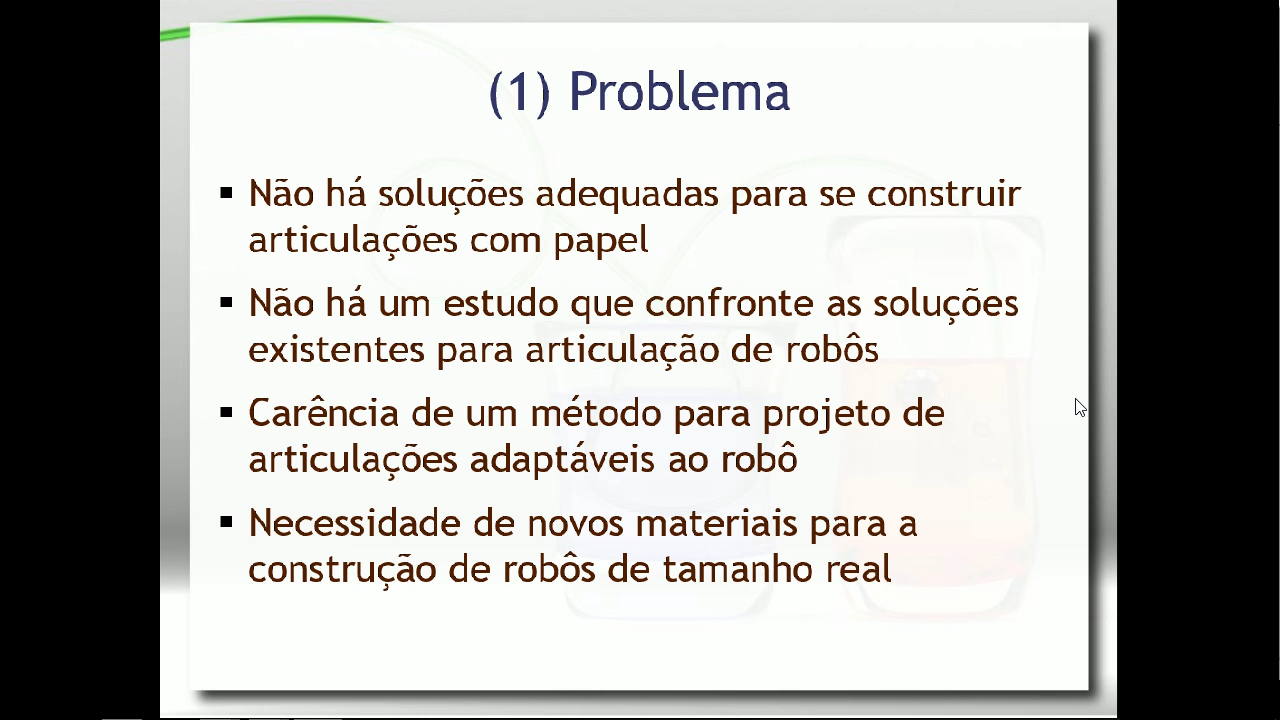 (1) Problema
▪ Não há soluções adequadas para se construir
articulações com papel
▪ Não há um estudo que confronte as soluções
existentes para articulação de robôs
▪ Carência de um método para projeto de
articulações adaptáveis ao robô
▪ Necessidade de novos materiais para a
construção de robôs de tamanho real